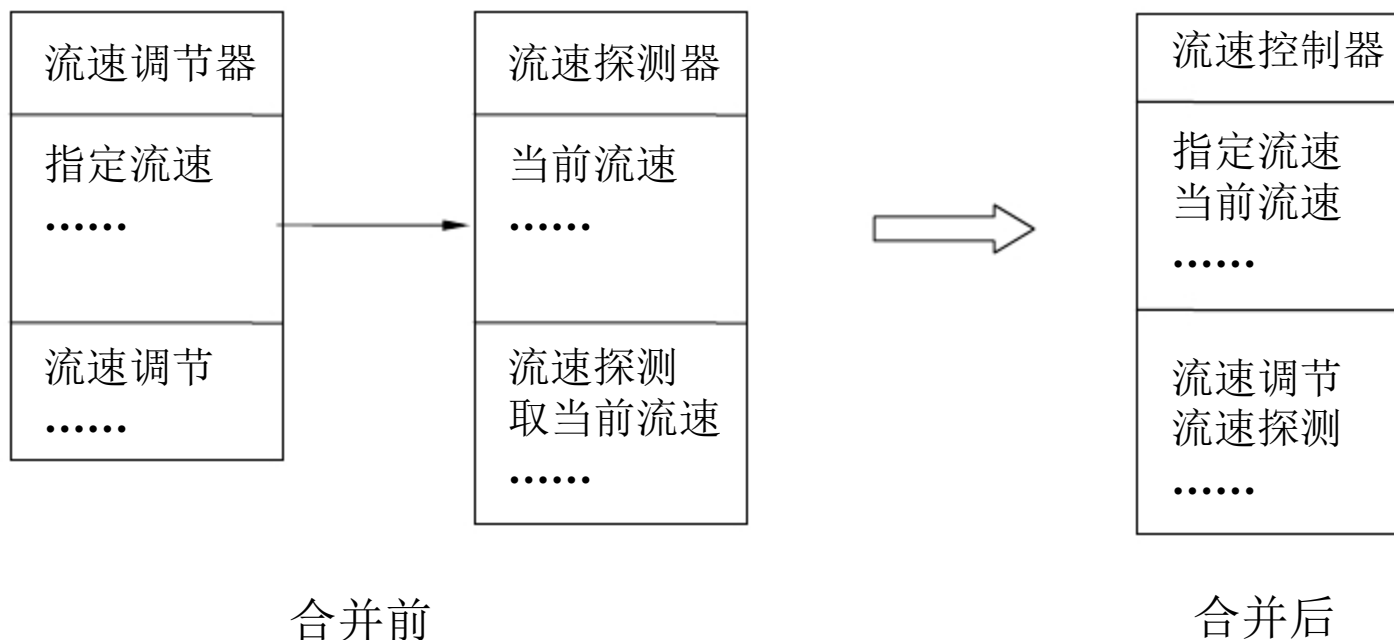 流速调节器
指定流速
……
流速调节
……
流速探测器
当前流速
……
流速探测
取当前流速
……
流速控制器
指定流速
当前流速
……
流速调节
流速探测
……
合并前
合并后